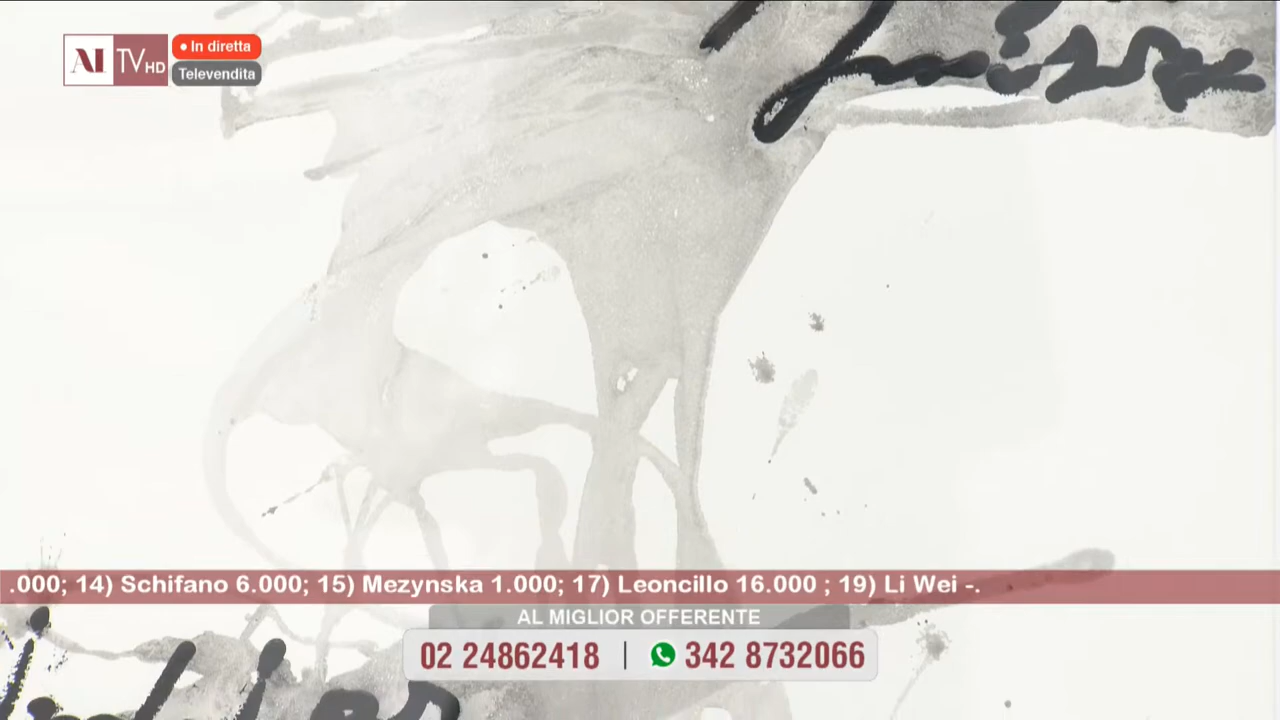 AI TV HD
● In diretta
Televendita
.000; 14) Schifano 6.000; 15) Mezynska 1.000; 17) Leoncillo 16.000 ; 19) Li Wei -.
AL MIGLIOR OFFERENTE
02 24862418 | 342 8732066